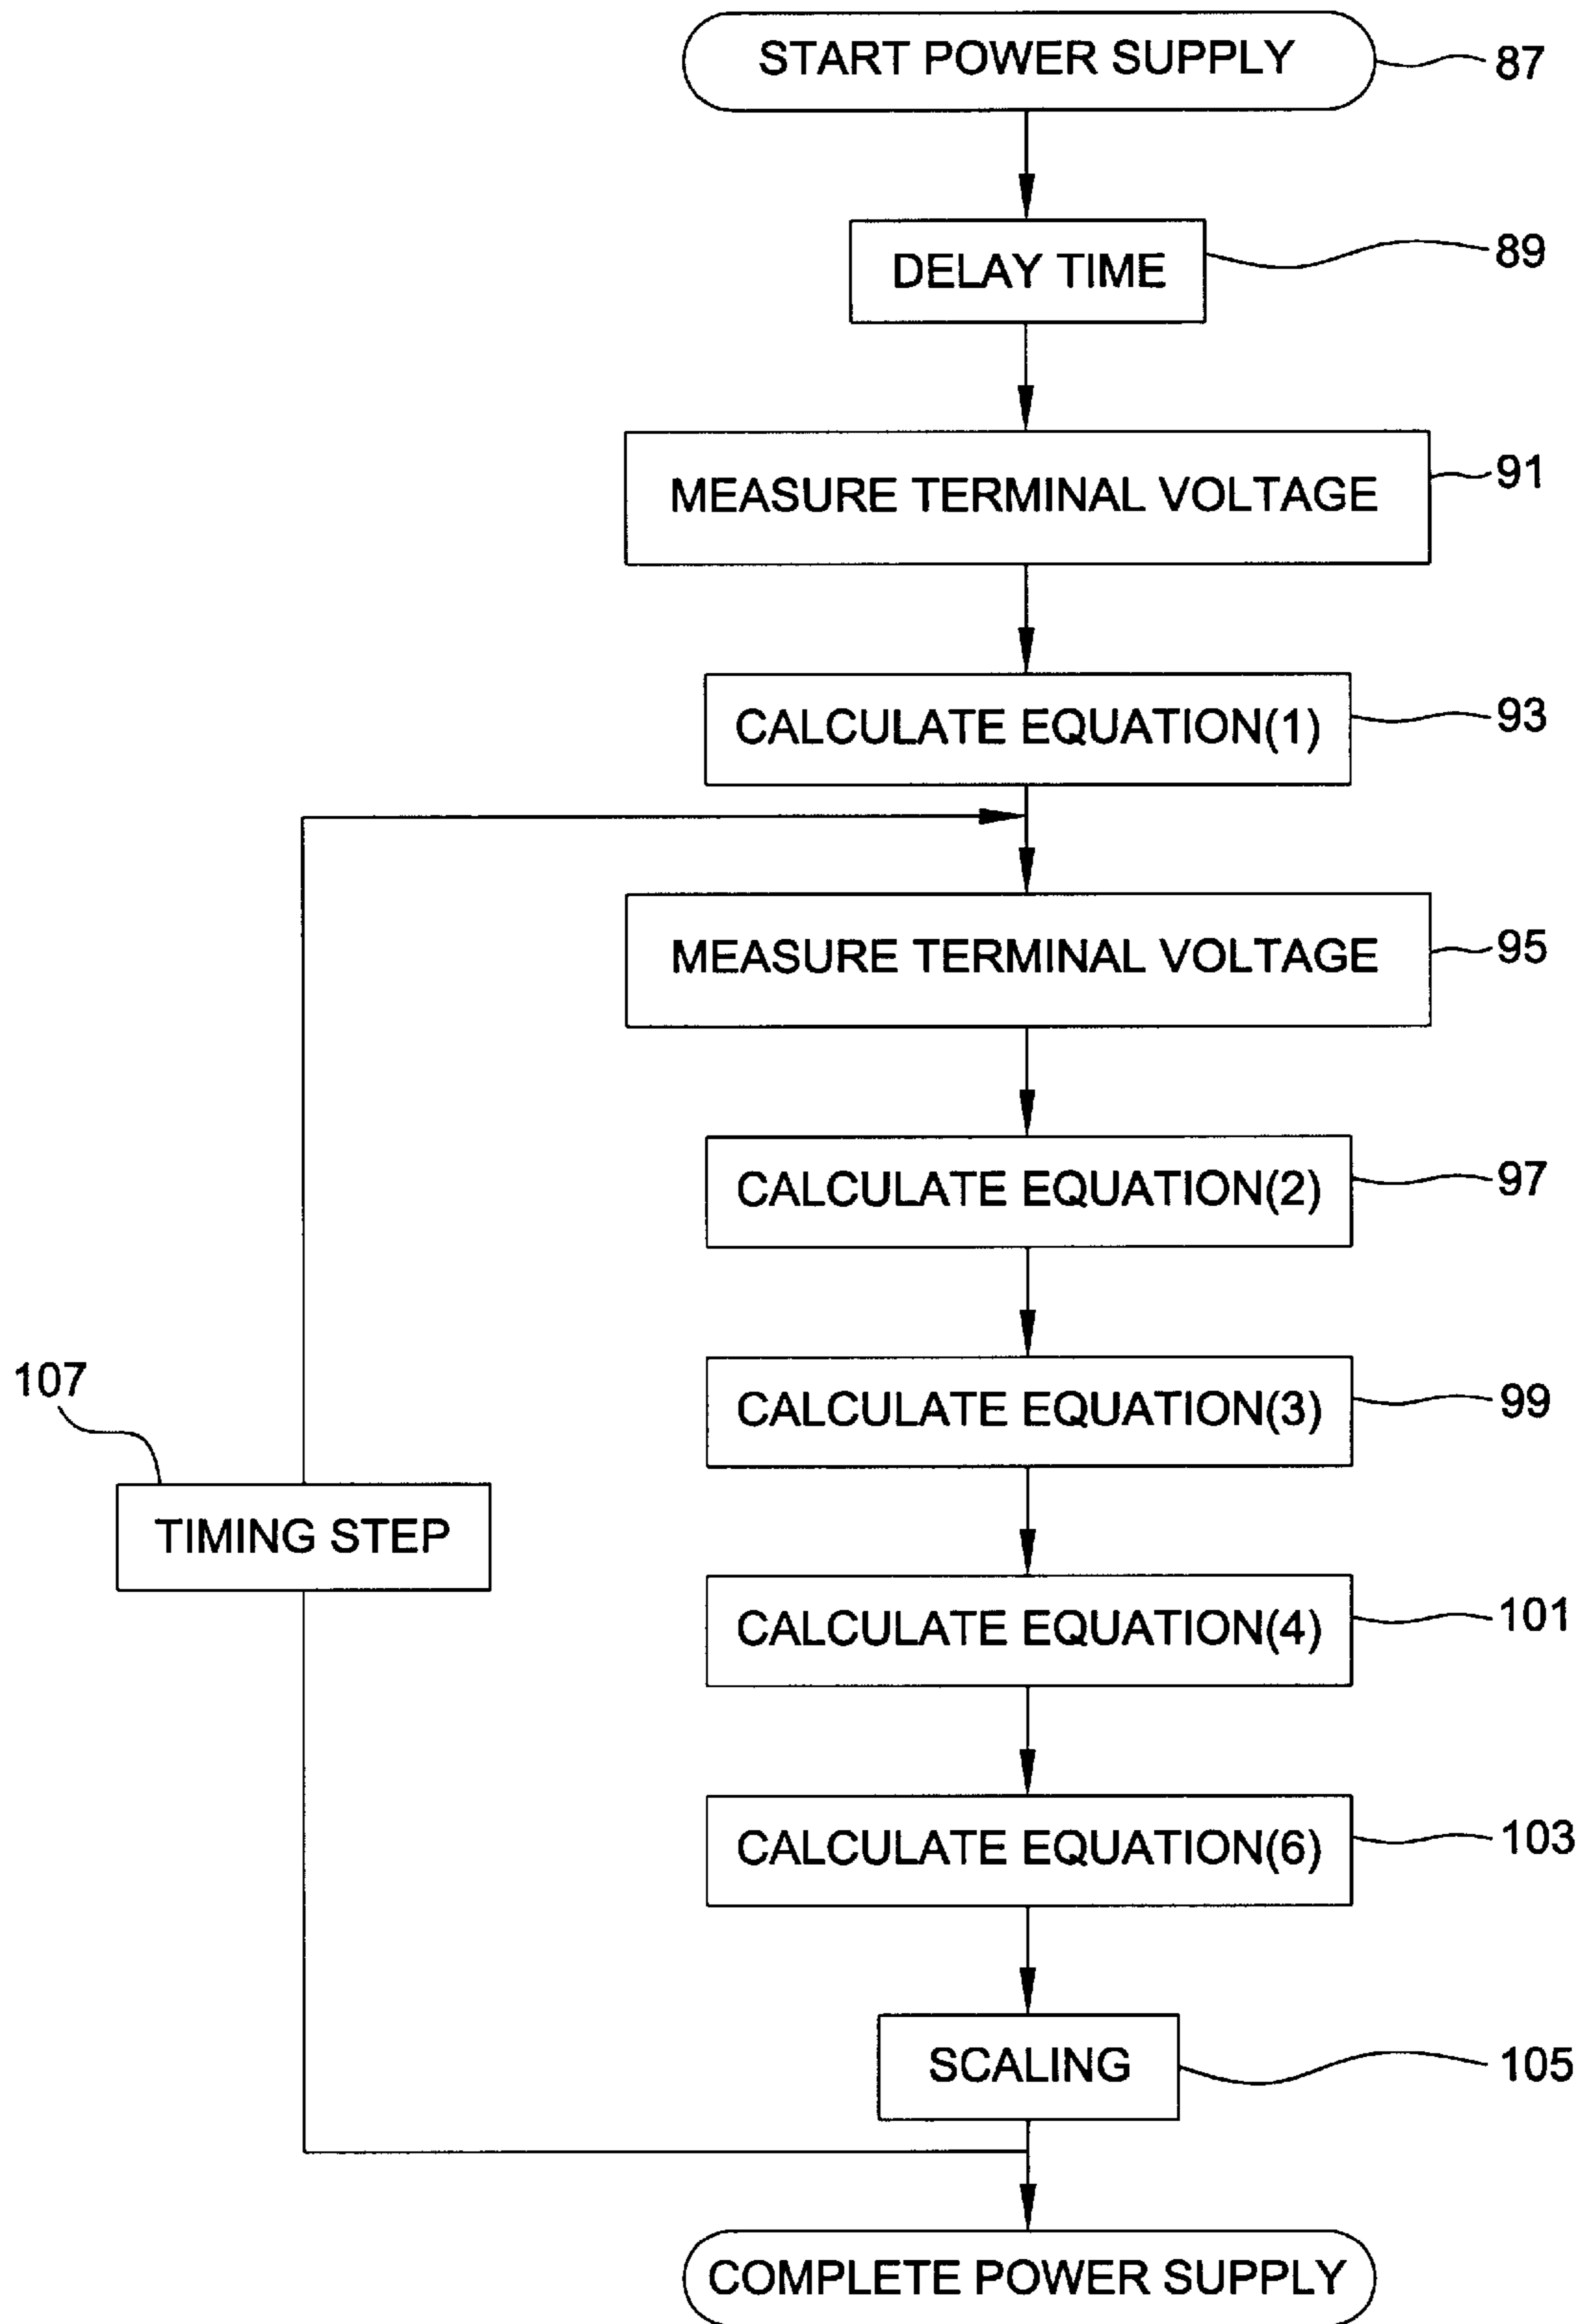 START POWER SUPPLY
87
DELAY TIME
89
MEASURE TERMINAL VOLTAGE
91
CALCULATE EQUATION(1)
93
MEASURE TERMINAL VOLTAGE
95
CALCULATE EQUATION(2)
97
CALCULATE EQUATION(3)
99
107
TIMING STEP
CALCULATE EQUATION(4)
101
CALCULATE EQUATION(6)
103
SCALING
105
COMPLETE POWER SUPPLY